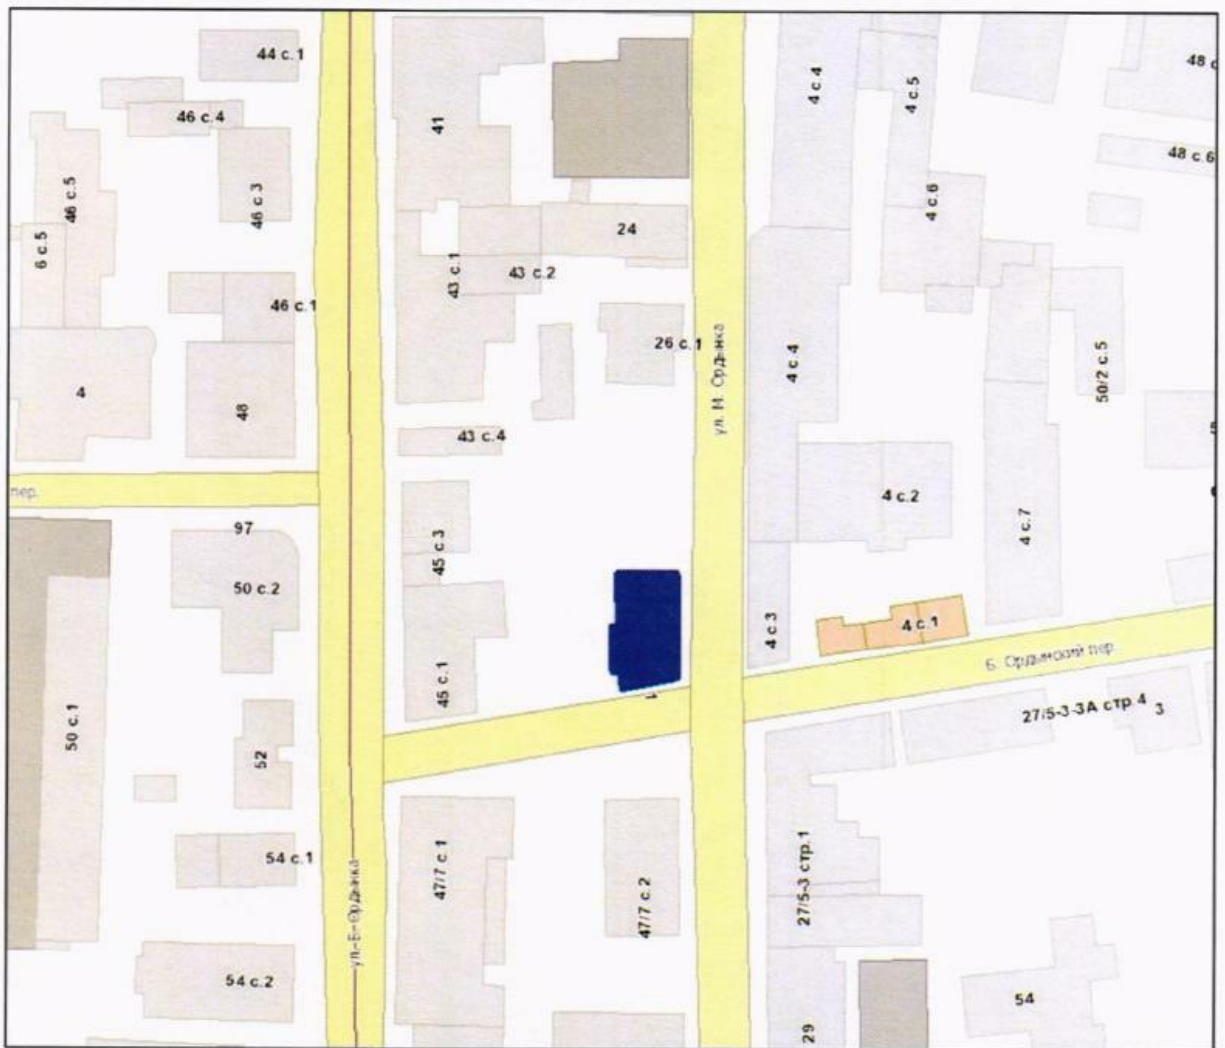 44 с.1
4 с 4
4 с.5
48 с
46 с.4
41
48 с.6
46 с.5
46 с 3
4 с.6
6 с.5
24
43 с.1
43 с.2
46 с.1
26 с.1
ул. М. Ордынка
4 с 4
50/2 с.5
4
48
43 с.4
пер.
4 с.2
97
45 с 3
4 с.7
50 с.2
4 с 3
4 с.1
Б. Ордынский пер.
45 с.1
1
50 с.1
27/5-3-3А стр.4
3
52
54 с.1
47/7 с 1
47/7 с.2
27/5-3 стр.1
ул. Б. Ордынка
54 с.2
54
29